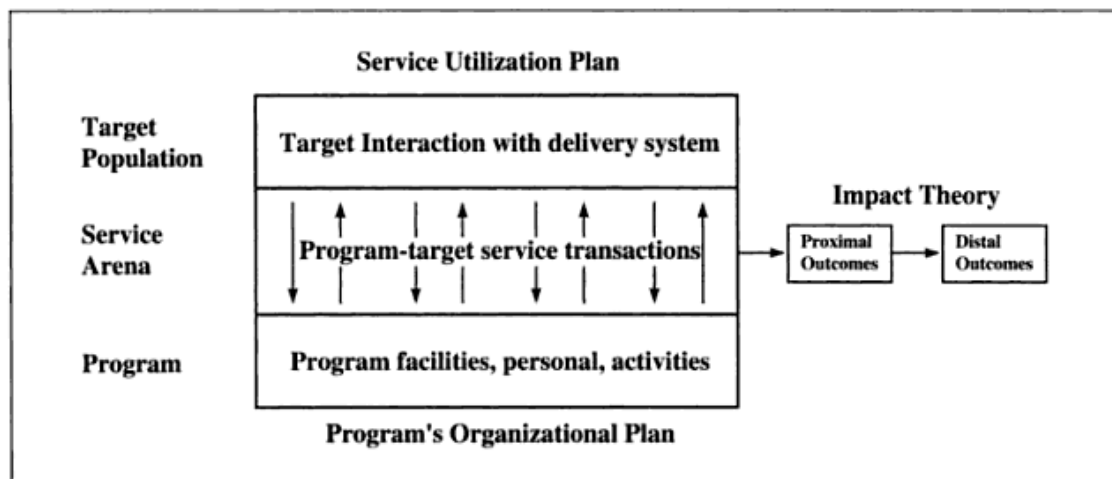 Service Utilization Plan
Target
Population
Target Interaction with delivery system
Impact Theory
Service
Arena
Program-target service transactions
Proximal
Outcomes
Distal
Outcomes
Program
Program facilities, personal, activities
Program's Organizational Plan